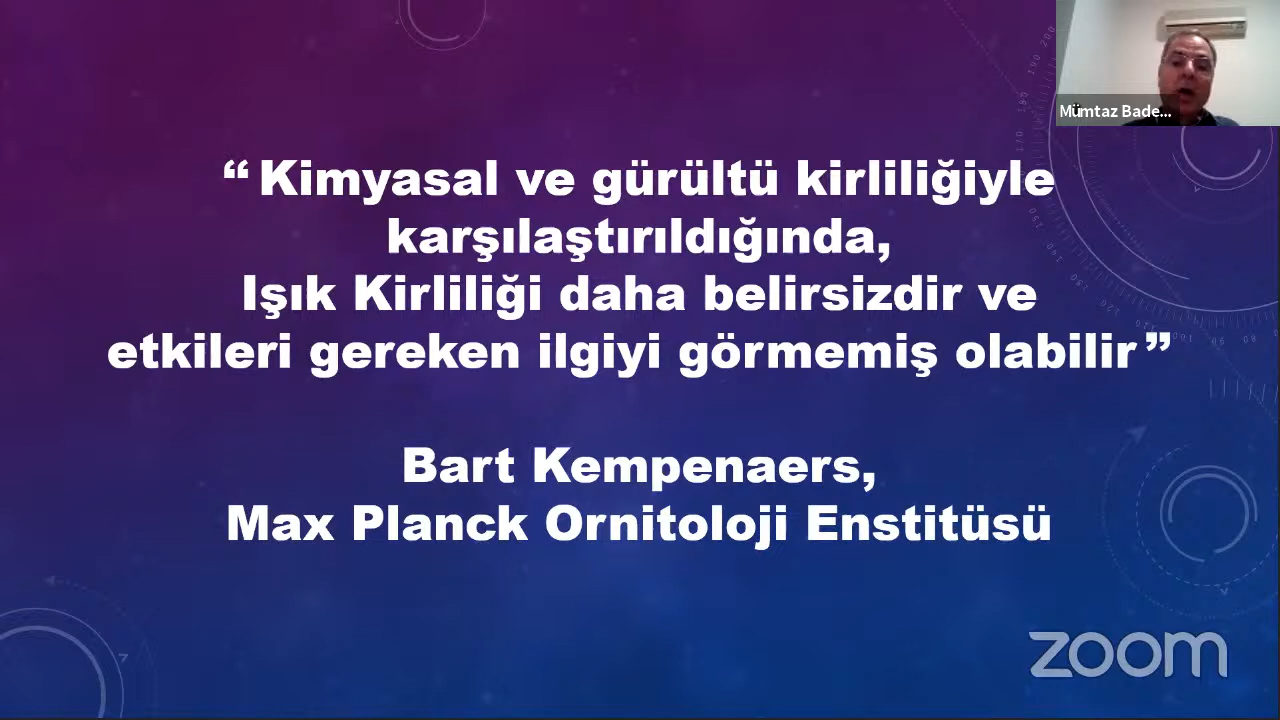 Mümtaz Bade...
“ Kimyasal ve gürültü kirliliğiyle
karşılaştırıldığında,
Işık Kirliliği daha belirsizdir ve
etkileri gereken ilgiyi görmemiş olabilir ”
Bart Kempenaers,
Max Planck Ornitoloji Enstitüsü
zoom